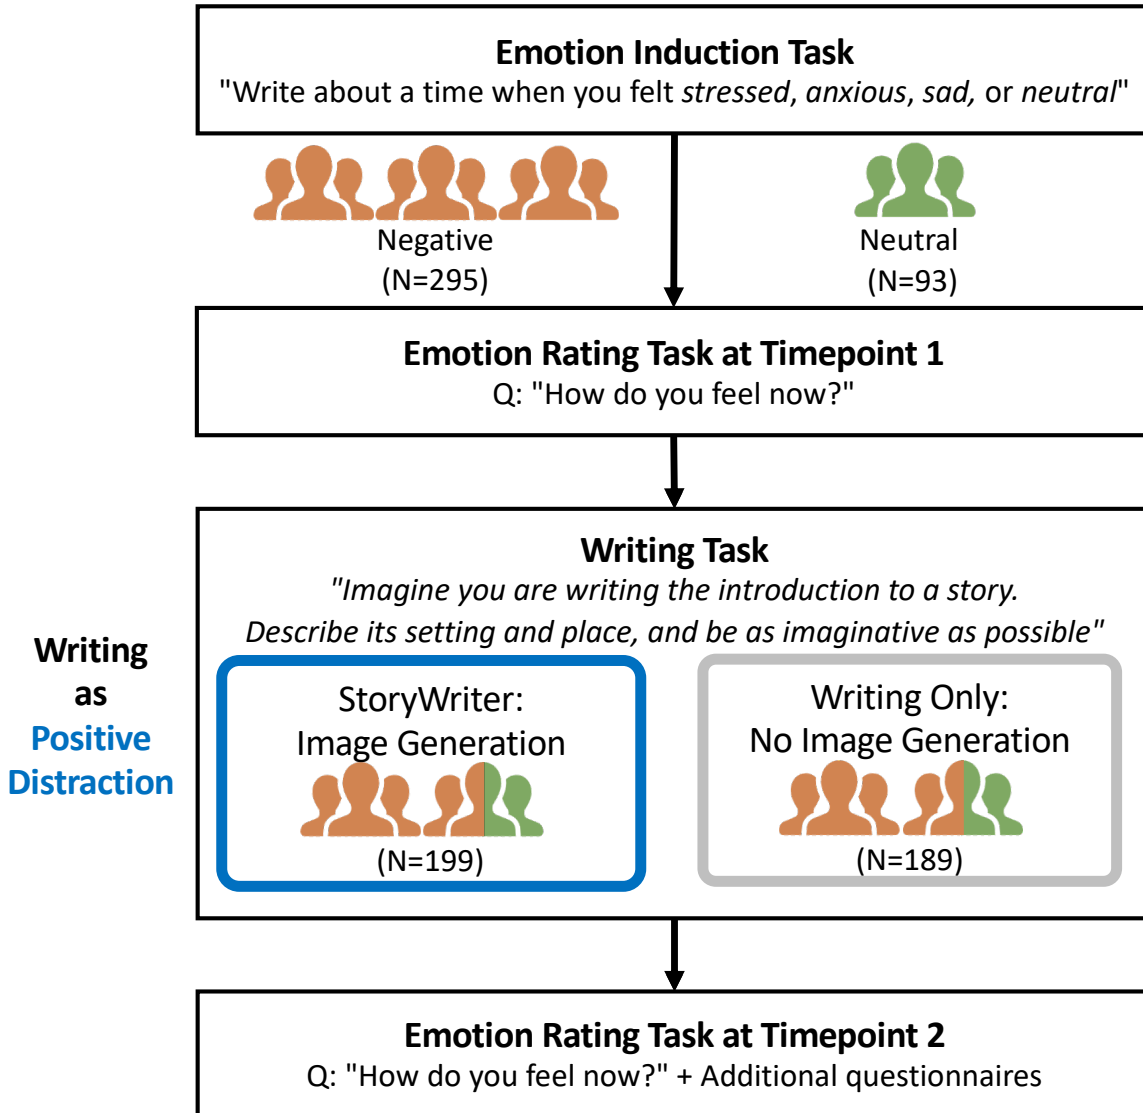 Emotion Induction Task
"Write about a time when you felt stressed, anxious, sad, or neutral"
Negative
(N=295)
Neutral
(N=93)
Emotion Rating Task at Timepoint 1
Q: "How do you feel now?"
Writing
as
Positive
Distraction
Writing Task
"Imagine you are writing the introduction to a story.
Describe its setting and place, and be as imaginative as possible"
StoryWriter:
Image Generation
(N=199)
Writing Only:
No Image Generation
(N=189)
Emotion Rating Task at Timepoint 2
Q: "How do you feel now?" + Additional questionnaires